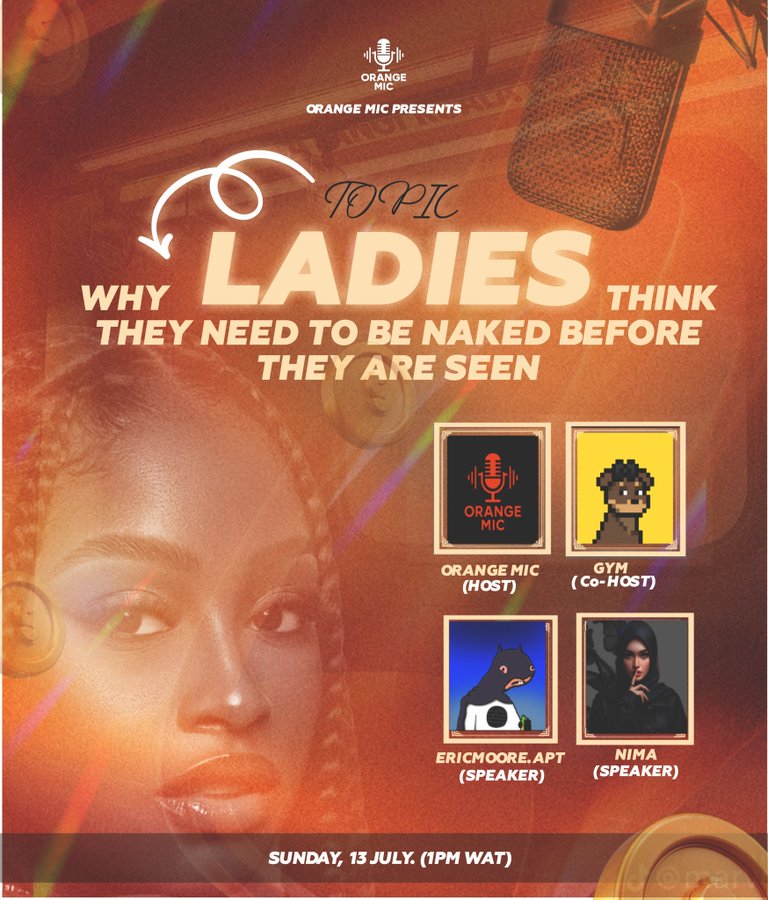 ORANGE
MIC
ORANGE MIC PRESENTS
TOPIC
WHY LADIES THINK
THEY NEED TO BE NAKED BEFORE
THEY ARE SEEN
ORANGE
MIC
ORANGE MIC
(HOST)
GYM
( Co-HOST)
ERICMOORE.APT
(SPEAKER)
NIMA
(SPEAKER)
SUNDAY, 13 JULY. (1PM WAT)